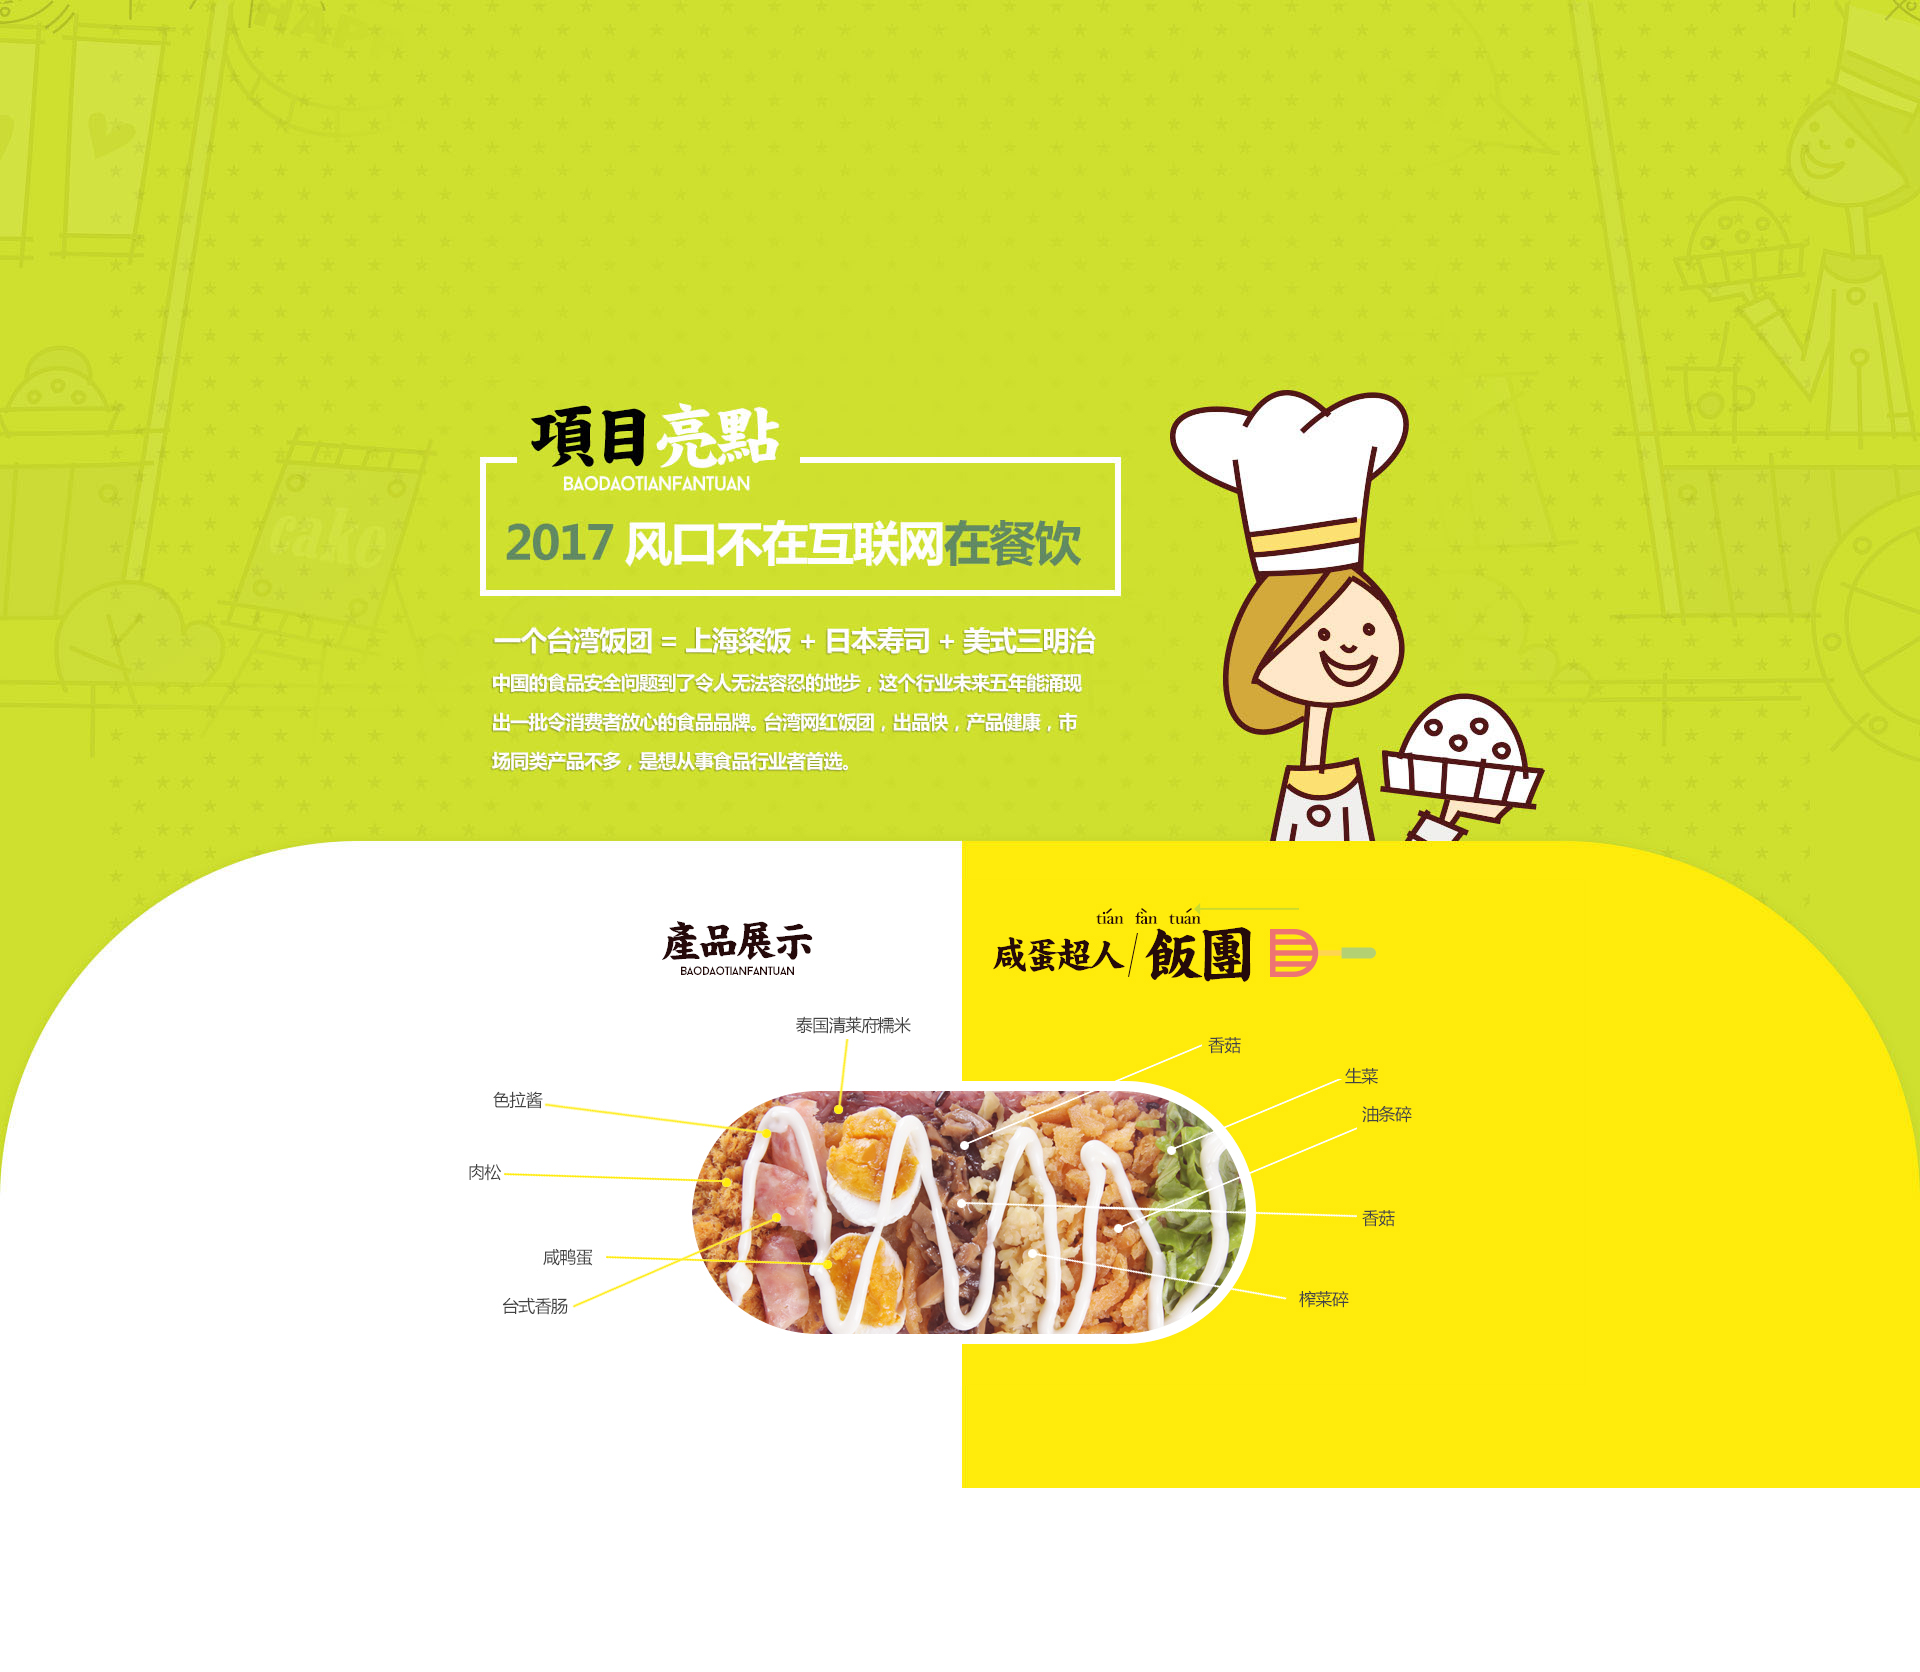 HAPP
cake
項目亮點
BAODAOTIANFANTUAN
2017 风口不在互联网在餐饮
一个台湾饭团 = 上海粢饭 + 日本寿司 + 美式三明治
中国的食品安全问题到了令人无法容忍的地步，这个行业未来五年能涌现
出一批令消费者放心的食品品牌。台湾网红饭团，出品快，产品健康，市
场同类产品不多，是想从事食品行业者首选。
產品展示
BAODAOTIANFANTUAN
tián fàn tuán
咸蛋超人/飯團
泰国清莱府糯米
色拉酱
肉松
咸鸭蛋
台式香肠
香菇
生菜
油条碎
香菇
榨菜碎